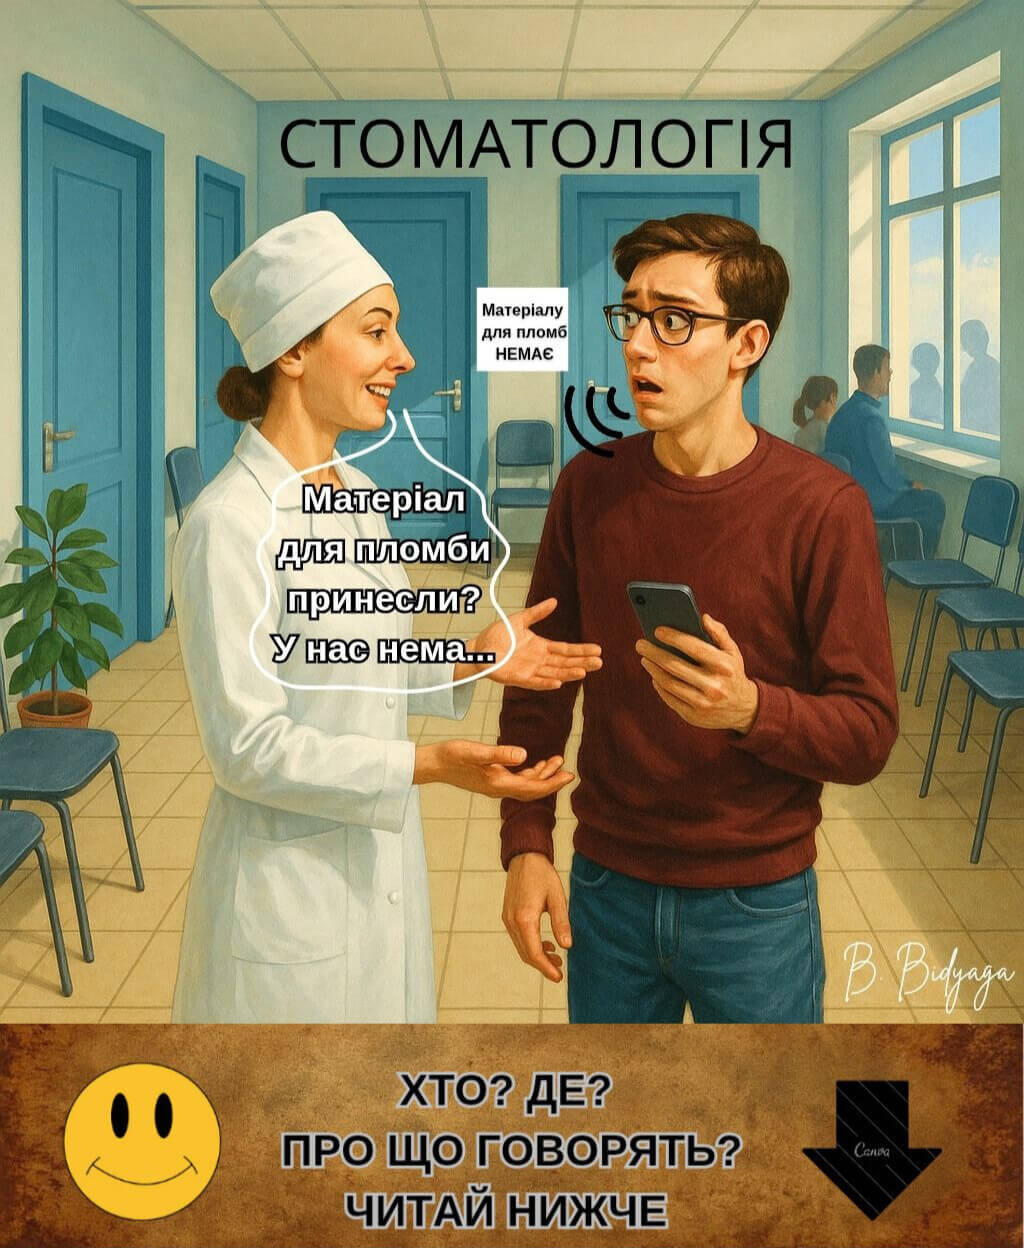 СТОМАТОЛОГІЯ
Матеріалу
для пломб
НЕМАЄ
Матеріал
для пломби
принесли?
У нас нема...
B. Bidyaga
ХТО? ДЕ?
ПРО ЩО ГОВОРЯТЬ?
ЧИТАЙ НИЖЧЕ
Canva